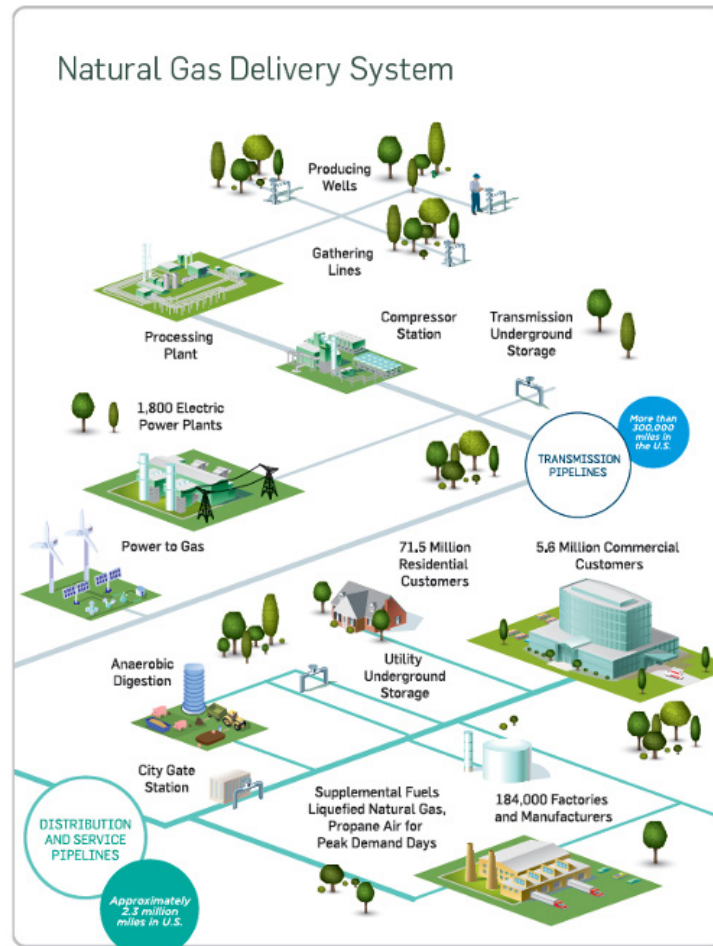 Natural Gas Delivery System
Producing
Wells
Gathering
Lines
Processing
Plant
Compressor
Station
Transmission
Underground
Storage
1,800 Electric
Power Plants
More than
300,000
miles in
the U.S.
TRANSMISSION
PIPELINES
Power to Gas
71.5 Million
Residential
Customers
5.6 Million Commercial
Customers
Anaerobic
Digestion
Utility
Underground
Storage
City Gate
Station
Supplemental Fuels
Liquefied Natural Gas,
Propane Air for
Peak Demand Days
184,000 Factories
and Manufacturers
DISTRIBUTION
AND SERVICE
PIPELINES
Approximately
2.3 million
miles in U.S.